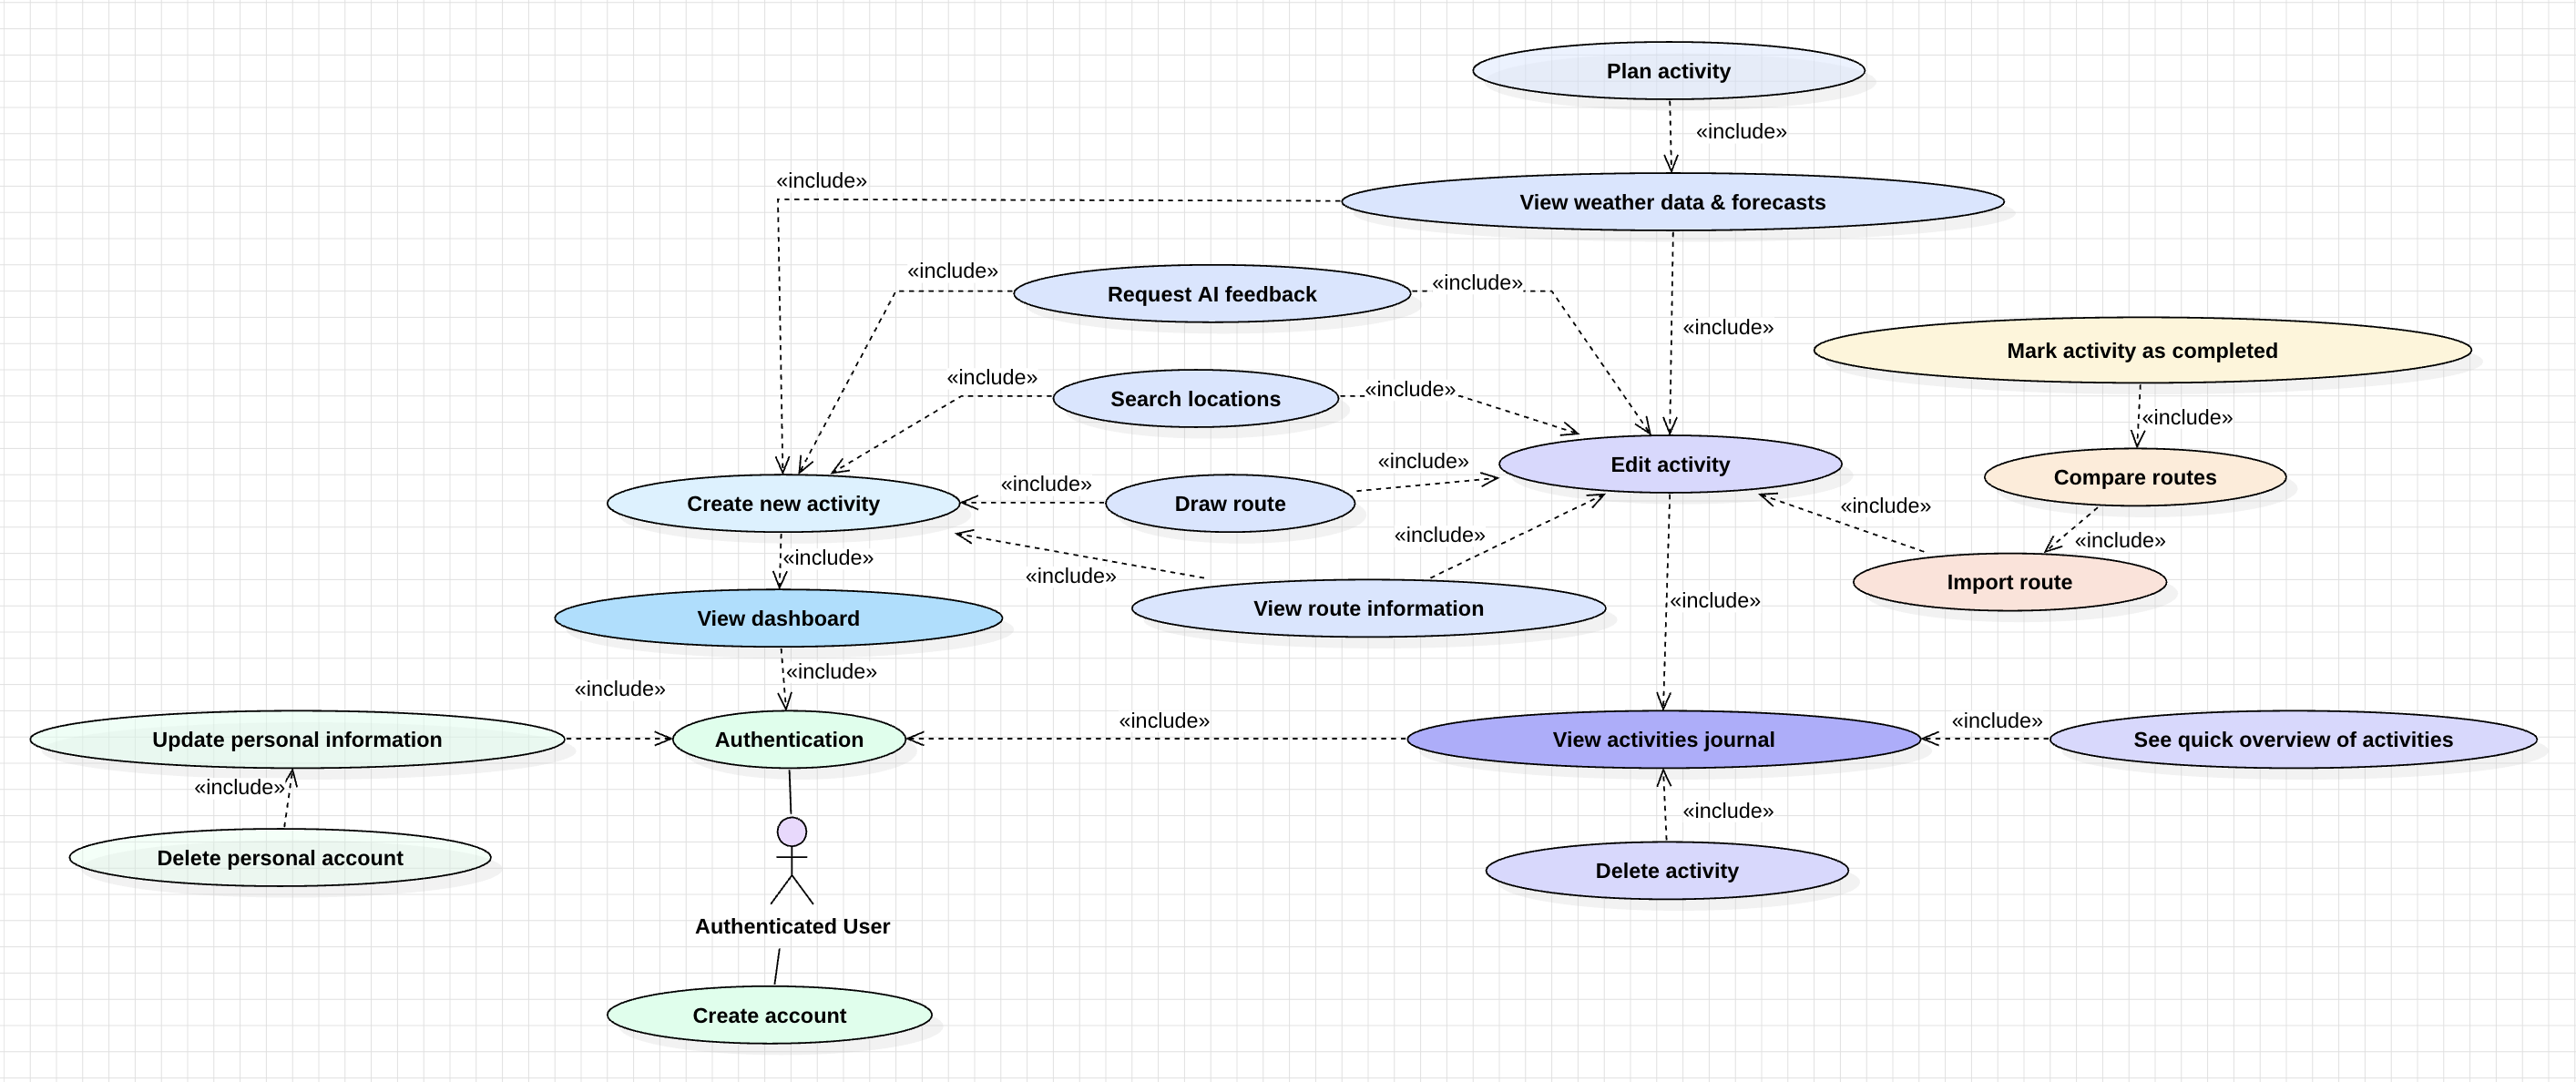 Plan activity
«include»
«include»
View weather data & forecasts
«include»
Request AI feedback
«include»
«include»
Mark activity as completed
«include»
Search locations
«include»
«include»
Edit activity
«include»
Compare routes
Create new activity
«include»
Draw route
«include»
«include»
«include»
«include»
«include»
Import route
View dashboard
View route information
«include»
«include»
«include»
Update personal information
Authentication
«include»
View activities journal
«include»
See quick overview of activities
«include»
«include»
Delete personal account
Delete activity
Authenticated User
Create account